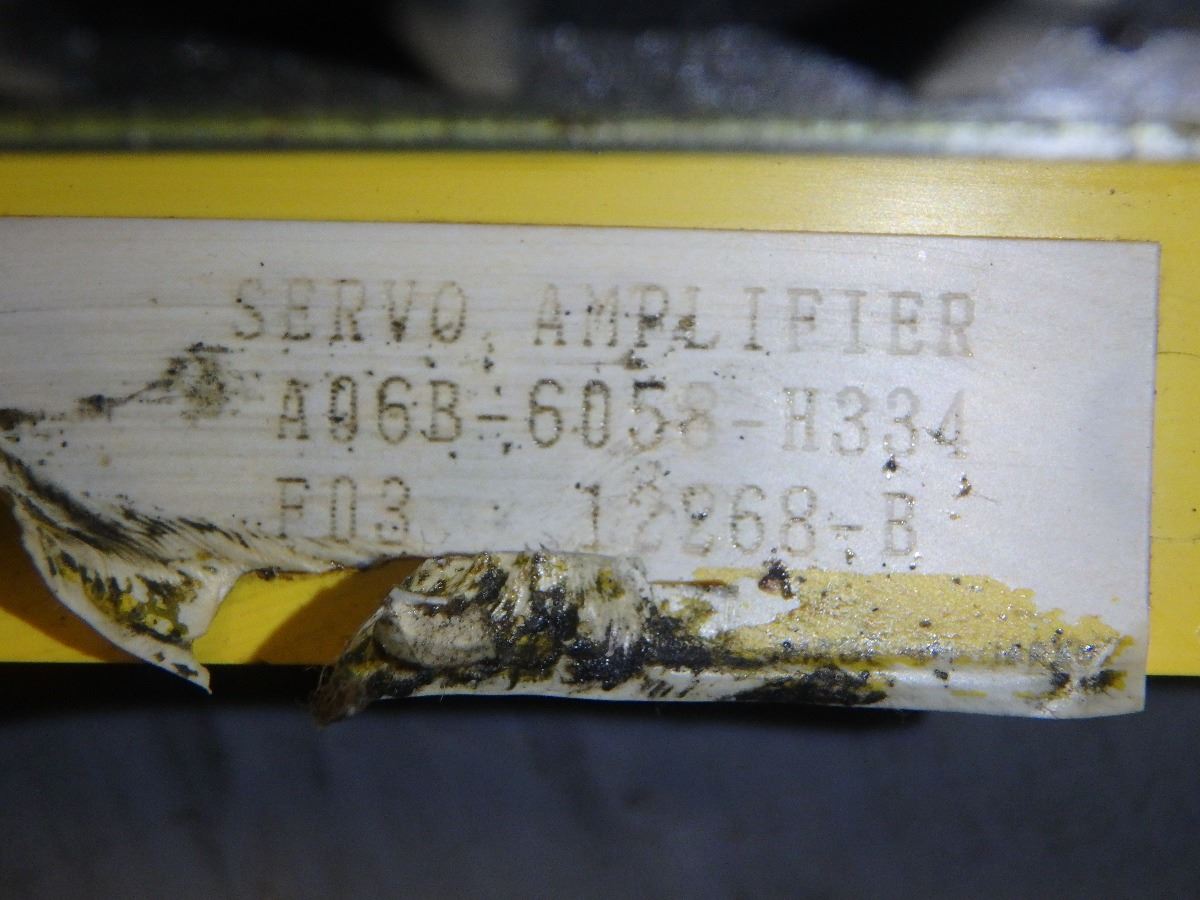 SERVO AMPLIFIER
A06B-6058-H334
F03 12268-B